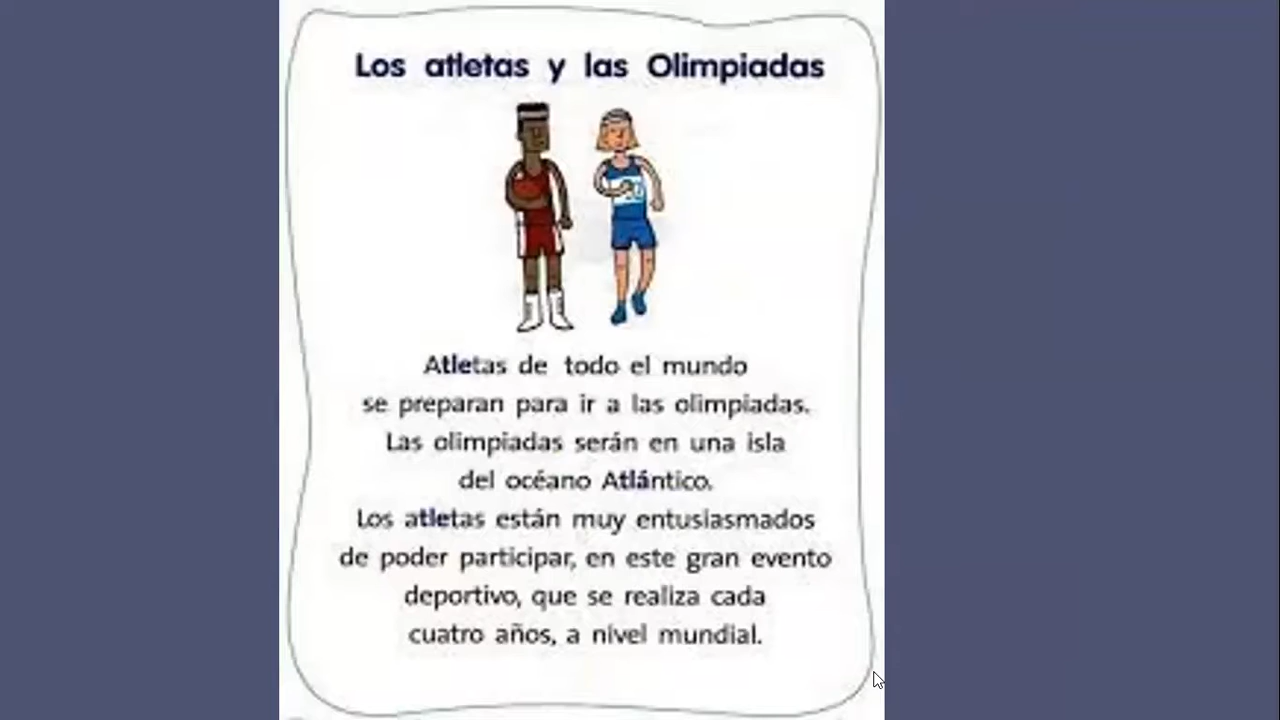 Los atletas y las Olimpiadas
Atletas de todo el mundo
se preparan para ir a las olimpiadas.
Las olimpiadas serán en una isla
del océano Atlántico.
Los atletas están muy entusiasmados
de poder participar, en este gran evento
deportivo, que se realiza cada
cuatro años, a nivel mundial.